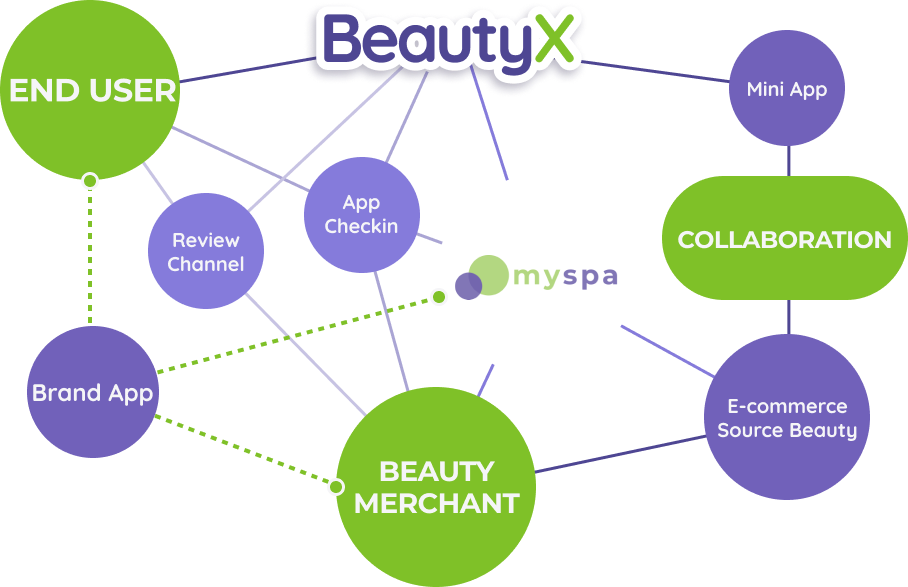 BeautyX
END USER
Mini App
App
Checkin
Review
Channel
COLLABORATION
myspa
Brand App
E-commerce
Source Beauty
BEAUTY
MERCHANT